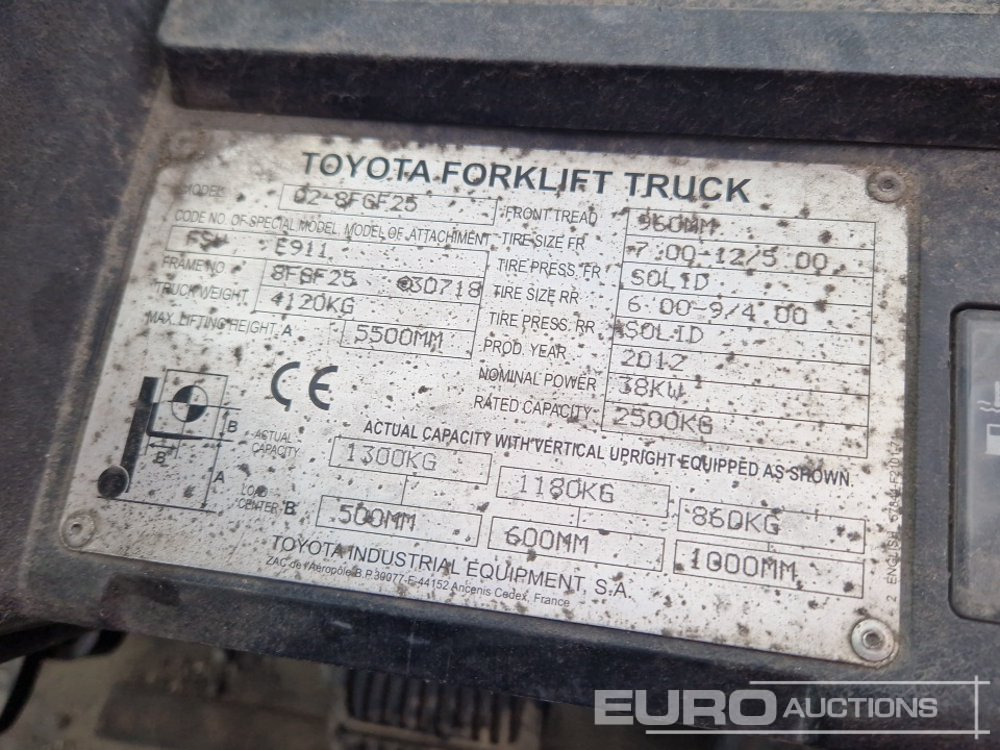 TOYOTA FORKLIFT TRUCK
MODEL 02-8FGF25
CODE NO. OF SPECIAL MODEL, MODEL OF ATTACHMENT
FSV E911
FRAME NO 8FGF25 30718
TRUCK WEIGHT 4120KG
MAX. LIFTING HEIGHT A 5500MM
FRONT TREAD 960MM
TIRE SIZE FR 7.00-12/5.00
TIRE PRESS. FR SOLID
TIRE SIZE RR 6.00-9/4.00
TIRE PRESS. RR SOLID
PROD. YEAR 2012
NOMINAL POWER 38KW
RATED CAPACITY 2500KG
CE
B
B
A
ACTUAL CAPACITY WITH VERTICAL UPRIGHT EQUIPPED AS SHOWN
ACTUAL CAPACITY 1300KG 1180KG 860KG
LOAD CENTER B 500MM 600MM 1000MM
TOYOTA INDUSTRIAL EQUIPMENT, S.A.
ZAC de l'Aéropôle B.P.39077-F-44152 Ancenis Cedex, France
EURO AUCTIONS